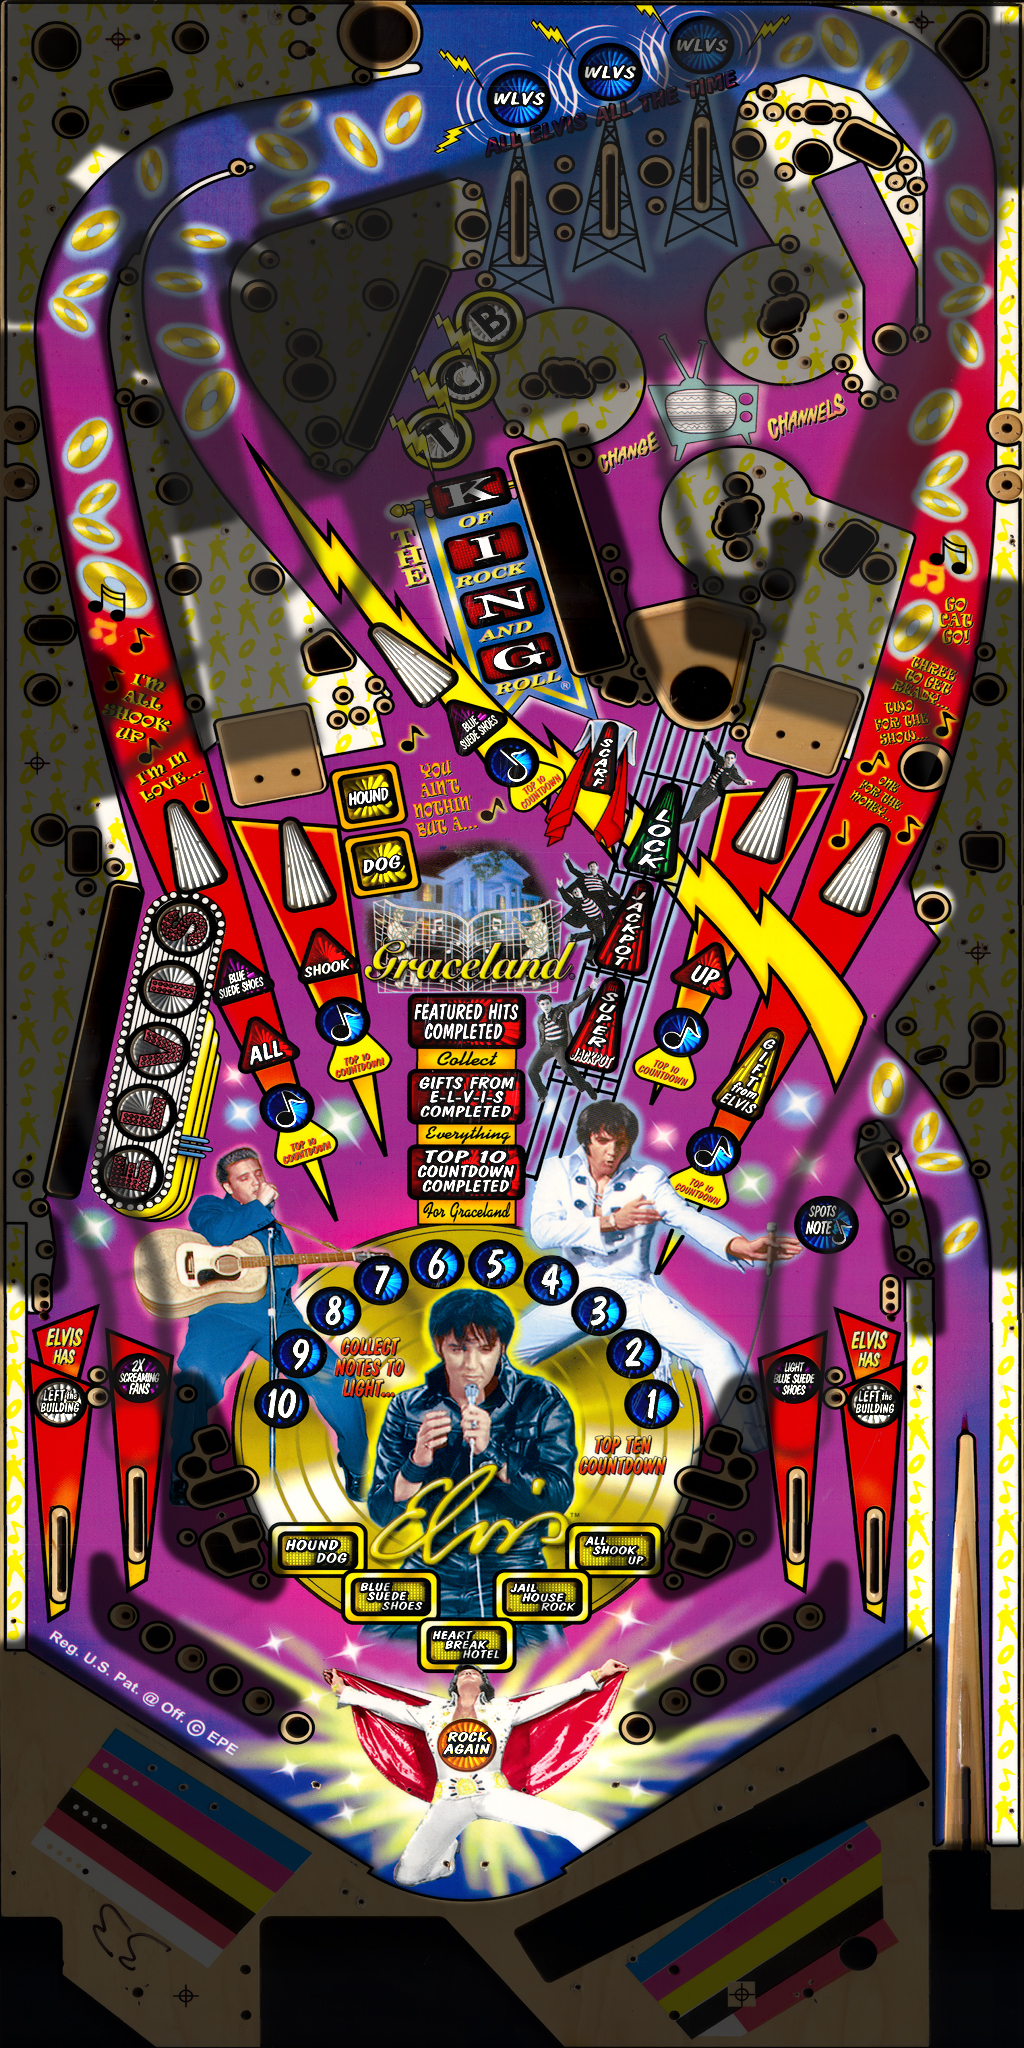 WLVS
WLVS
WLVS
ALL ELVIS ALL THE TIME
B
C
T
CHANGE
CHANNELS
THE
K
OF
I
ROCK
N
AND
G
ROLL®
GO
CAT
GO!
THREE
TO GET
READY...
TWO
FOR THE
SHOW...
ONE
FOR THE
MONEY...
I'M
ALL
SHOOK
UP
I'M IN
LOVE...
BLUE
SUEDE SHOES
TOP 10
COUNTDOWN
SCARF
LOCK
JACKPOT
SUPER
JACKPOT
HOUND
DOG
YOU
AIN'T
NOTHIN'
BUT A...
Graceland
S
I
V
L
E
BLUE
SUEDE SHOES
ALL
TOP 10
COUNTDOWN
SHOOK
TOP 10
COUNTDOWN
UP
TOP 10
COUNTDOWN
GIFT
from
ELVIS
TOP 10
COUNTDOWN
FEATURED HITS
COMPLETED
Collect
GIFTS FROM
E-L-V-I-S
COMPLETED
Everything
TOP 10
COUNTDOWN
COMPLETED
For Graceland
SPOTS
NOTE
10
9
8
7
6
5
4
3
2
1
COLLECT
NOTES TO
LIGHT...
TOP TEN
COUNTDOWN
ELVIS
HAS
LEFT the
BUILDING
2X
SCREAMING
FANS
LIGHT
BLUE SUEDE
SHOES
ELVIS
HAS
LEFT the
BUILDING
Elvis™
HOUND
DOG
BLUE
SUEDE
SHOES
HEART
BREAK
HOTEL
JAIL
HOUSE
ROCK
ALL
SHOOK
UP
ROCK
AGAIN
Reg. U.S. Pat. @ Off. © EPE